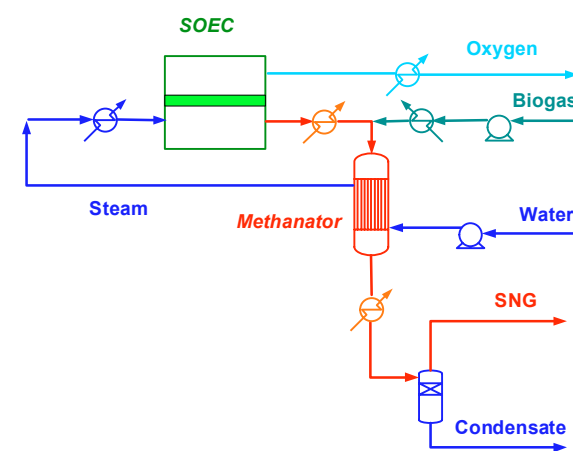 SOEC
Oxygen
Biogas
Steam
Methanator
Water
SNG
Condensate